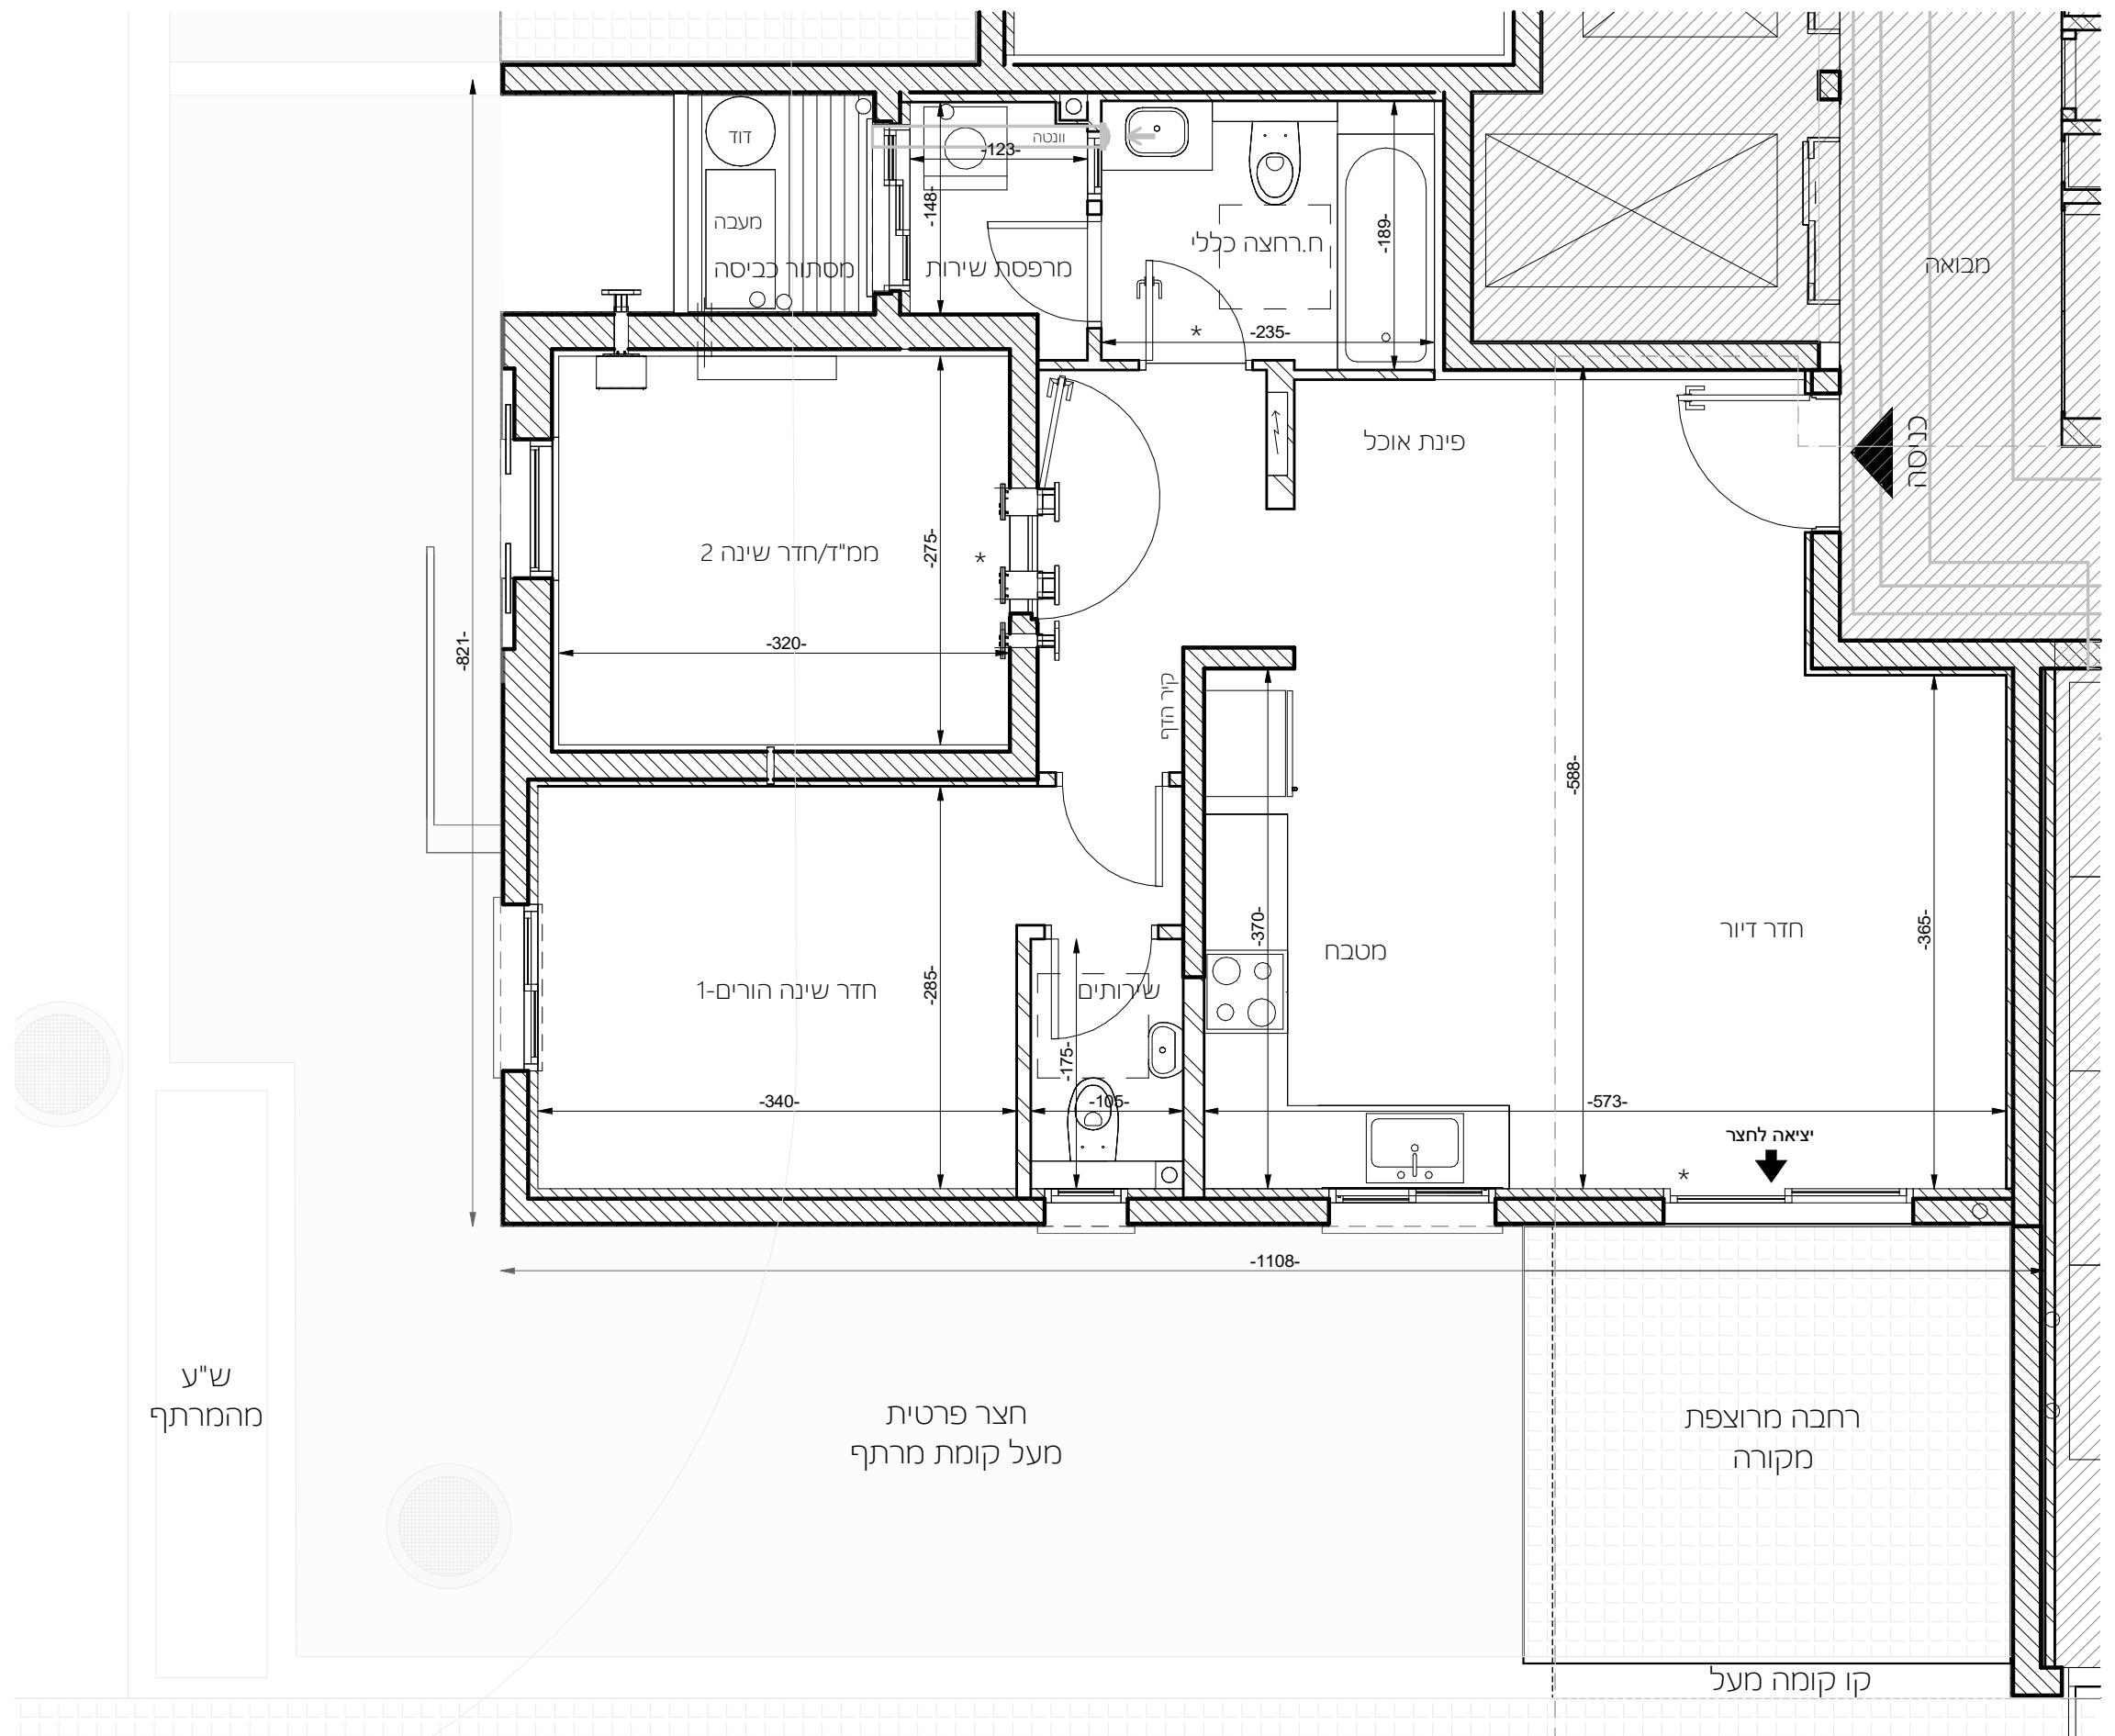 דוד
וונטה
-123-
מעבה
-148-
-189-
ח.רחצה כללי
מסתור כביסה
מרפסת שירות
מבואה
*
-235-
פינת אוכל
כניסה
ממ"ד/חדר שינה 2
-275-
*
-821-
-320-
קיר הדף
-588-
חדר דיור
-365-
-370-
מטבח
חדר שינה הורים-1
-285-
שירותים
-175-
-340-
-105-
-573-
יציאה לחצר
*
-1108-
ש"ע
מהמרתף
חצר פרטית
מעל קומת מרתף
רחבה מרוצפת
מקורה
קו קומה מעל